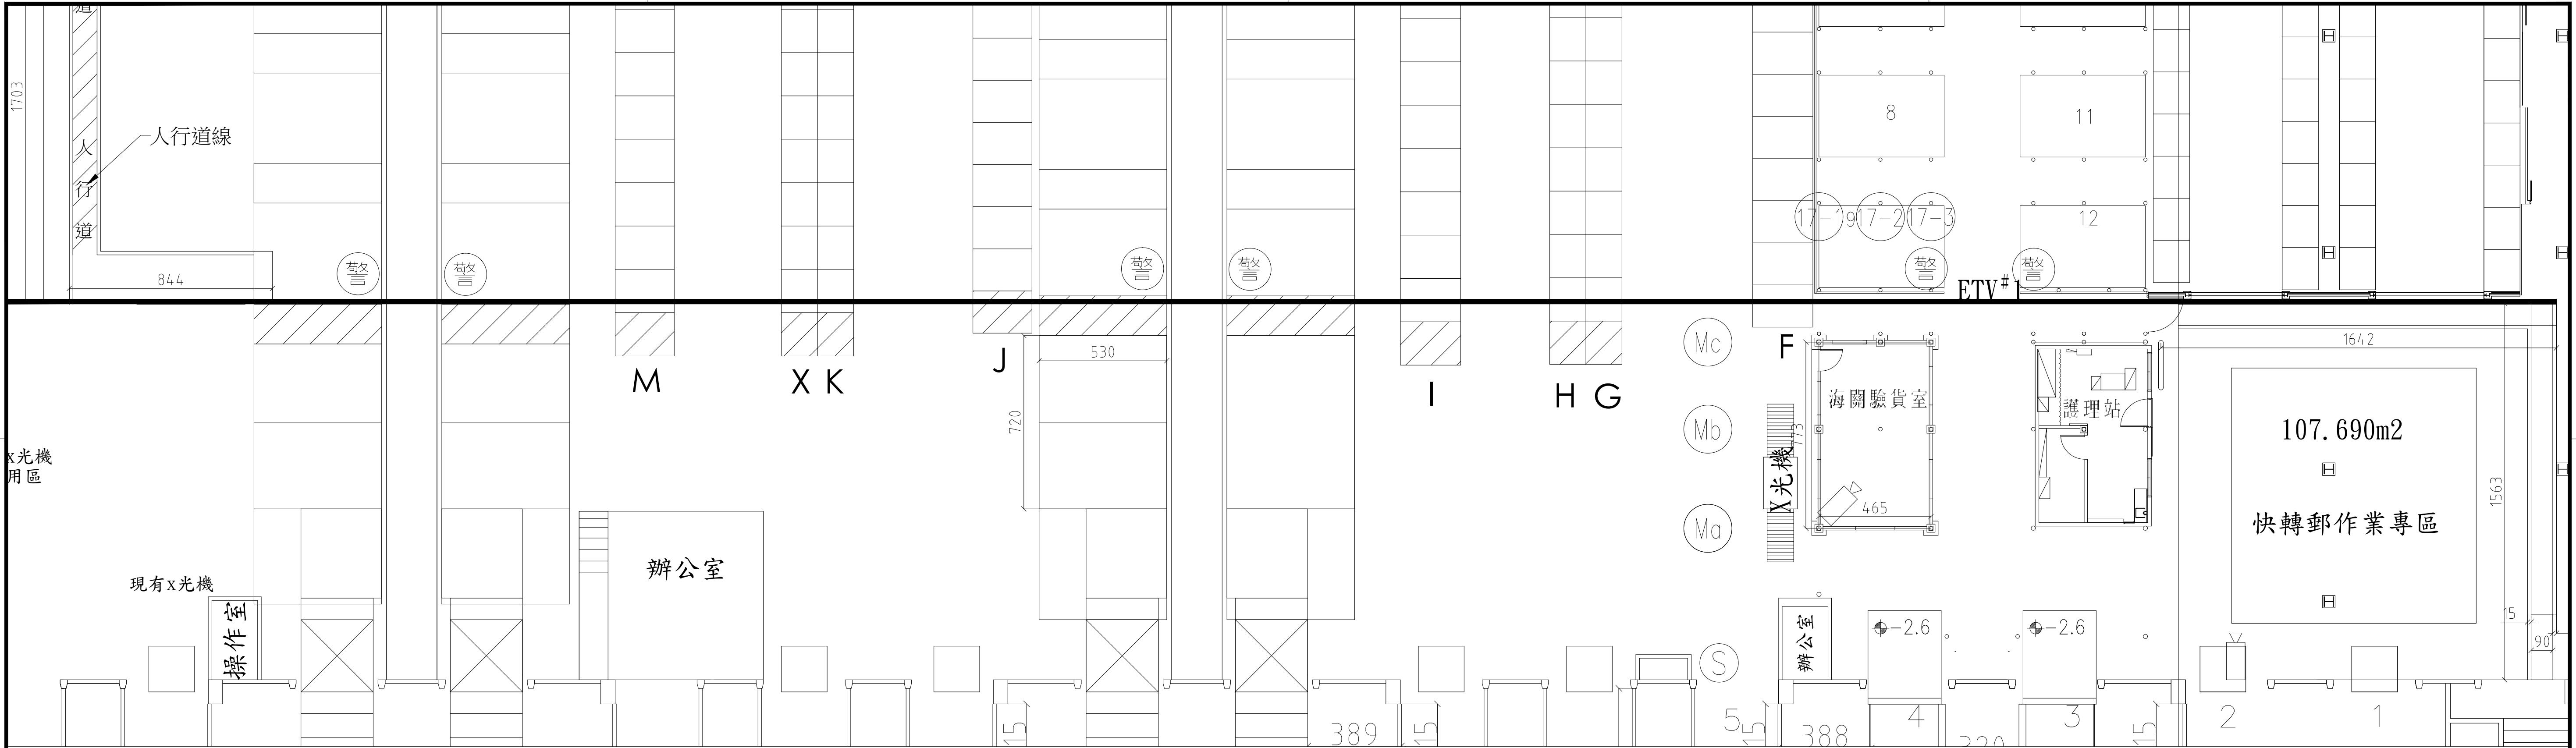 道
1703
人行道線
人
行
道
844
警
警
警
警
8
11
17-1
9
17-2
17-3
12
警
警
ETV#1
M
X K
J
530
720
I
H G
Mc
Mb
Ma
F
海關驗貨室
773
X光機
465
護理站
1642
107.690m2
1563
快轉郵作業專區
x光機
用區
現有x光機
操作室
辦公室
S
辦公室
-2.6
-2.6
15
90
15
389
15
5
15
388
4
320
3
15
2
1